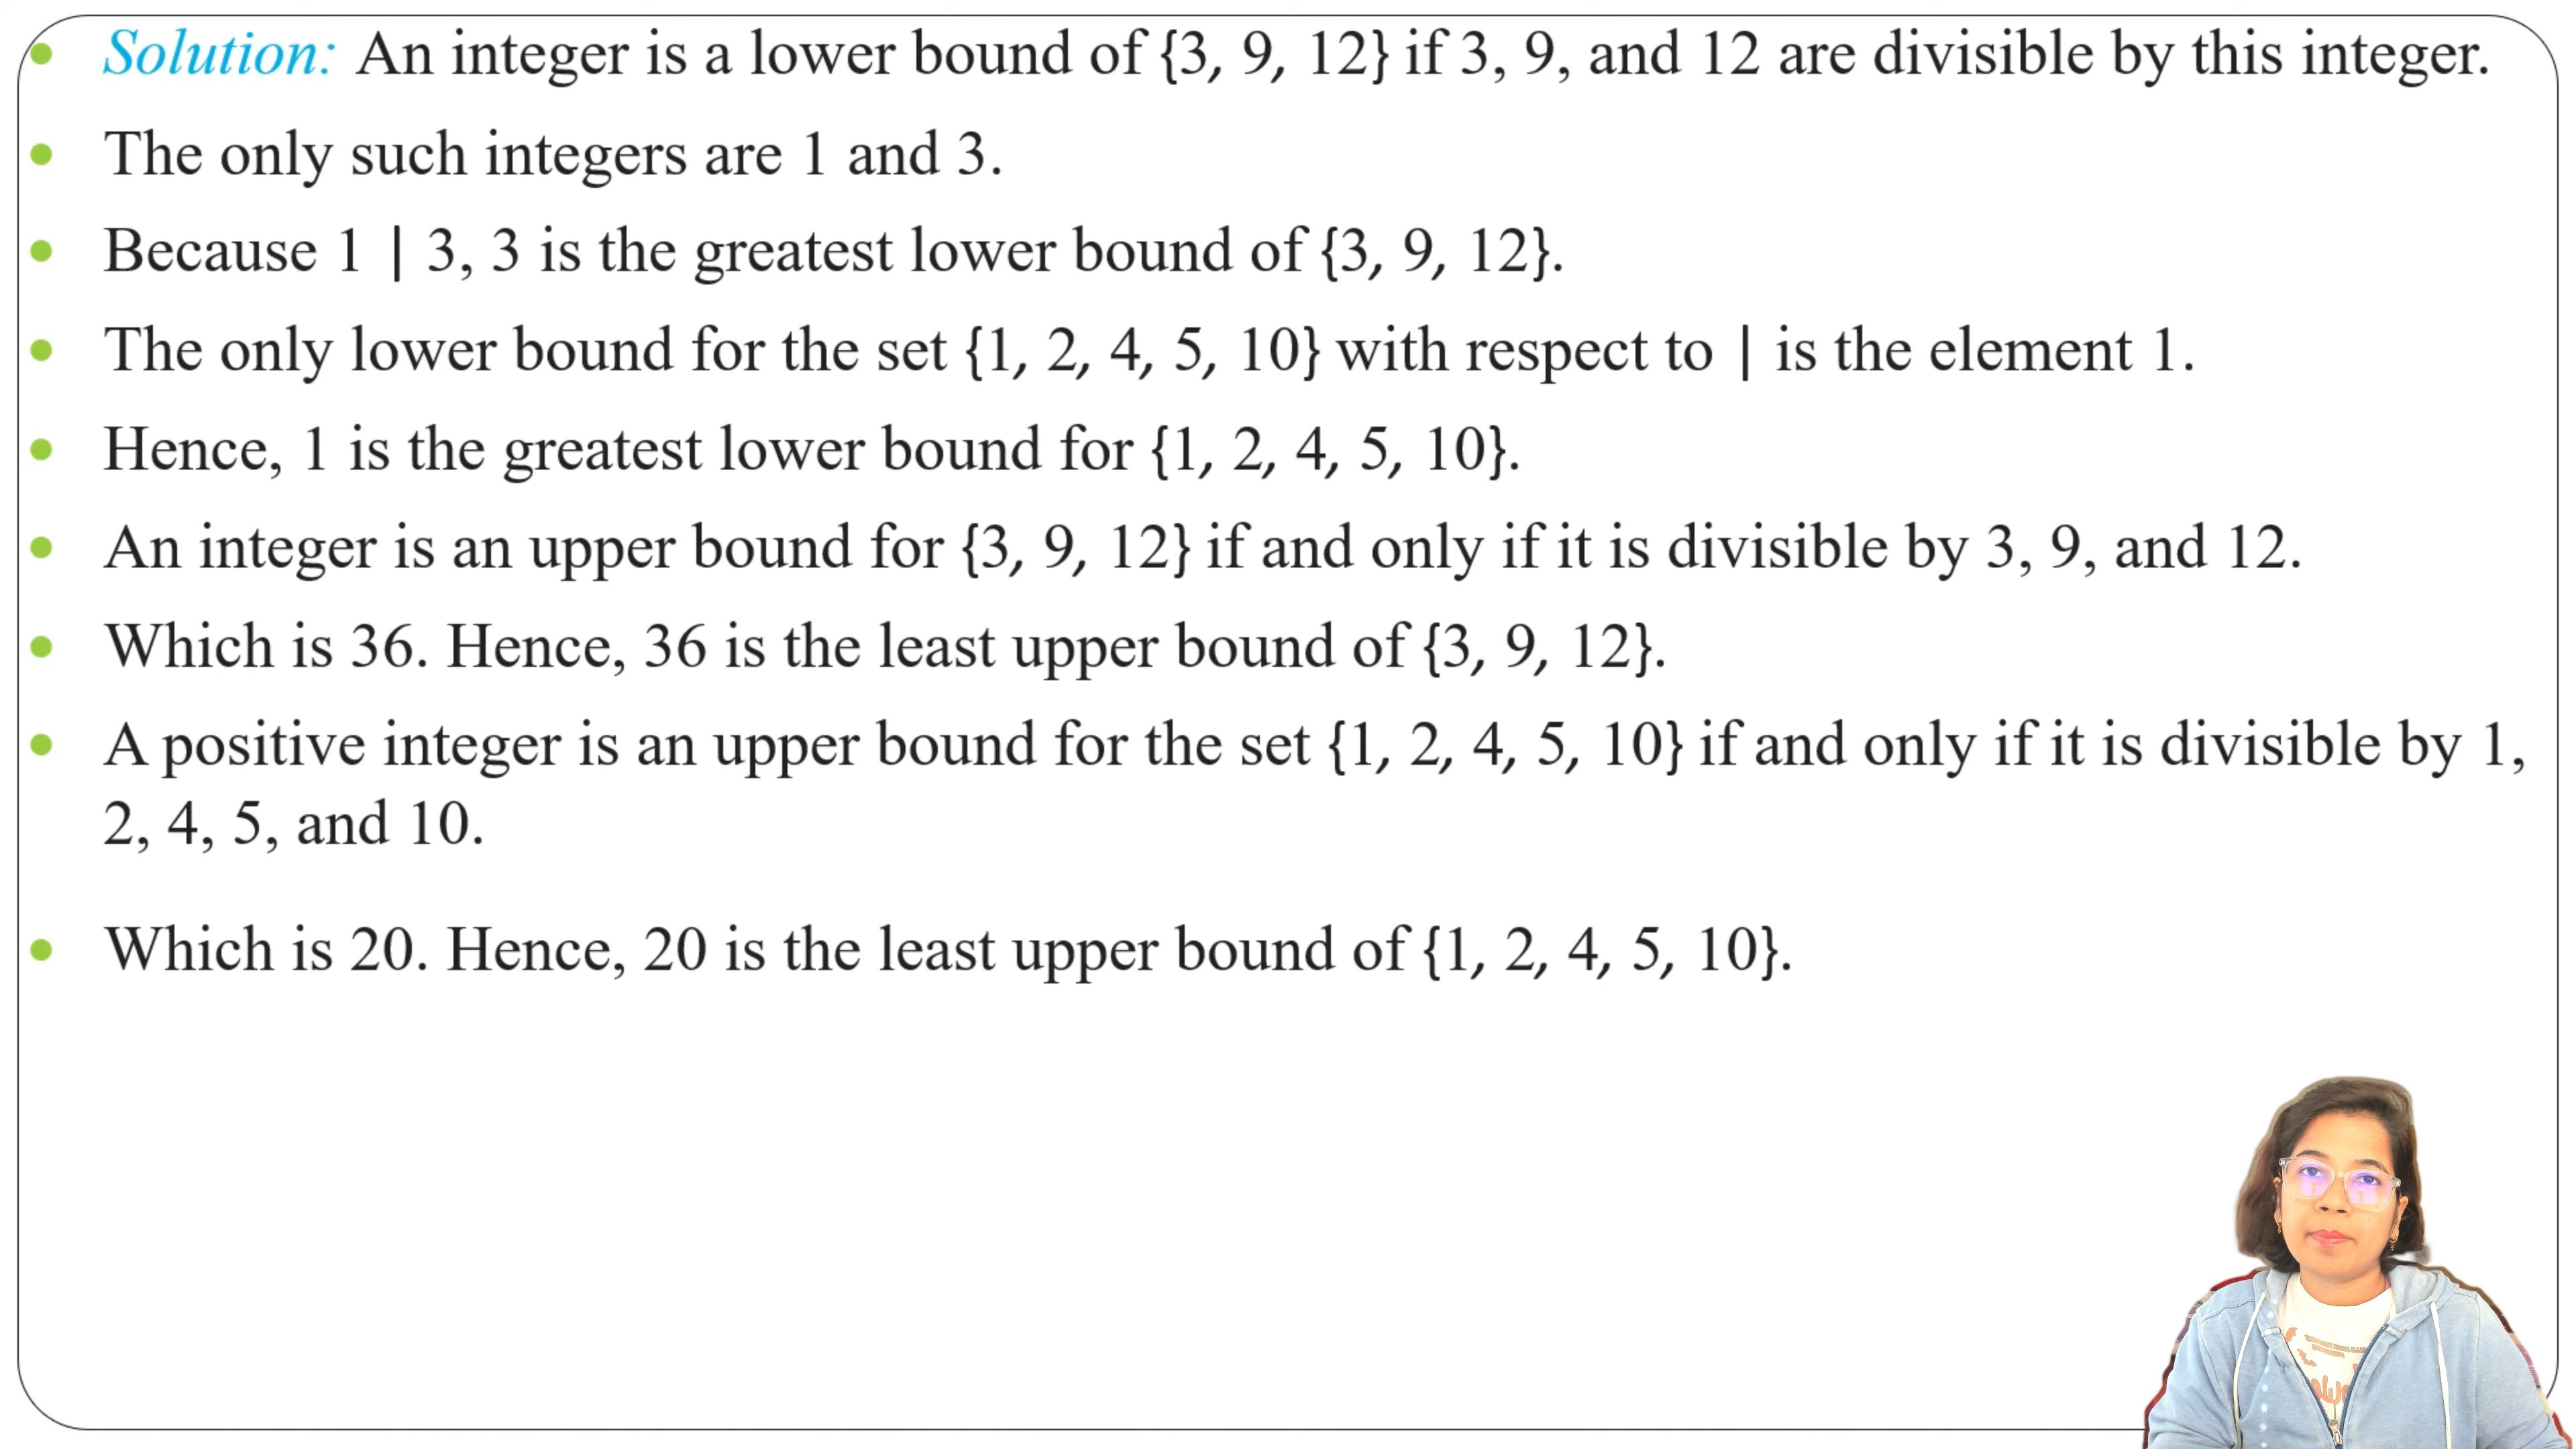 Solution: An integer is a lower bound of {3, 9, 12} if 3, 9, and 12 are divisible by this integer.
The only such integers are 1 and 3.
Because 1 | 3, 3 is the greatest lower bound of {3, 9, 12}.
The only lower bound for the set {1, 2, 4, 5, 10} with respect to | is the element 1.
Hence, 1 is the greatest lower bound for {1, 2, 4, 5, 10}.
An integer is an upper bound for {3, 9, 12} if and only if it is divisible by 3, 9, and 12.
Which is 36. Hence, 36 is the least upper bound of {3, 9, 12}.
A positive integer is an upper bound for the set {1, 2, 4, 5, 10} if and only if it is divisible by 1,
2, 4, 5, and 10.
Which is 20. Hence, 20 is the least upper bound of {1, 2, 4, 5, 10}.